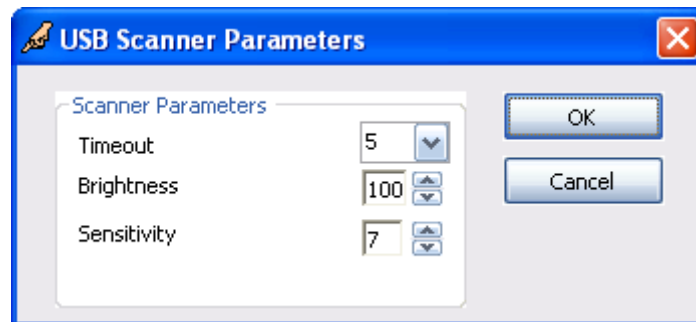 USB Scanner Parameters
Scanner Parameters
Timeout 5
Brightness 100
Sensitivity 7
OK
Cancel